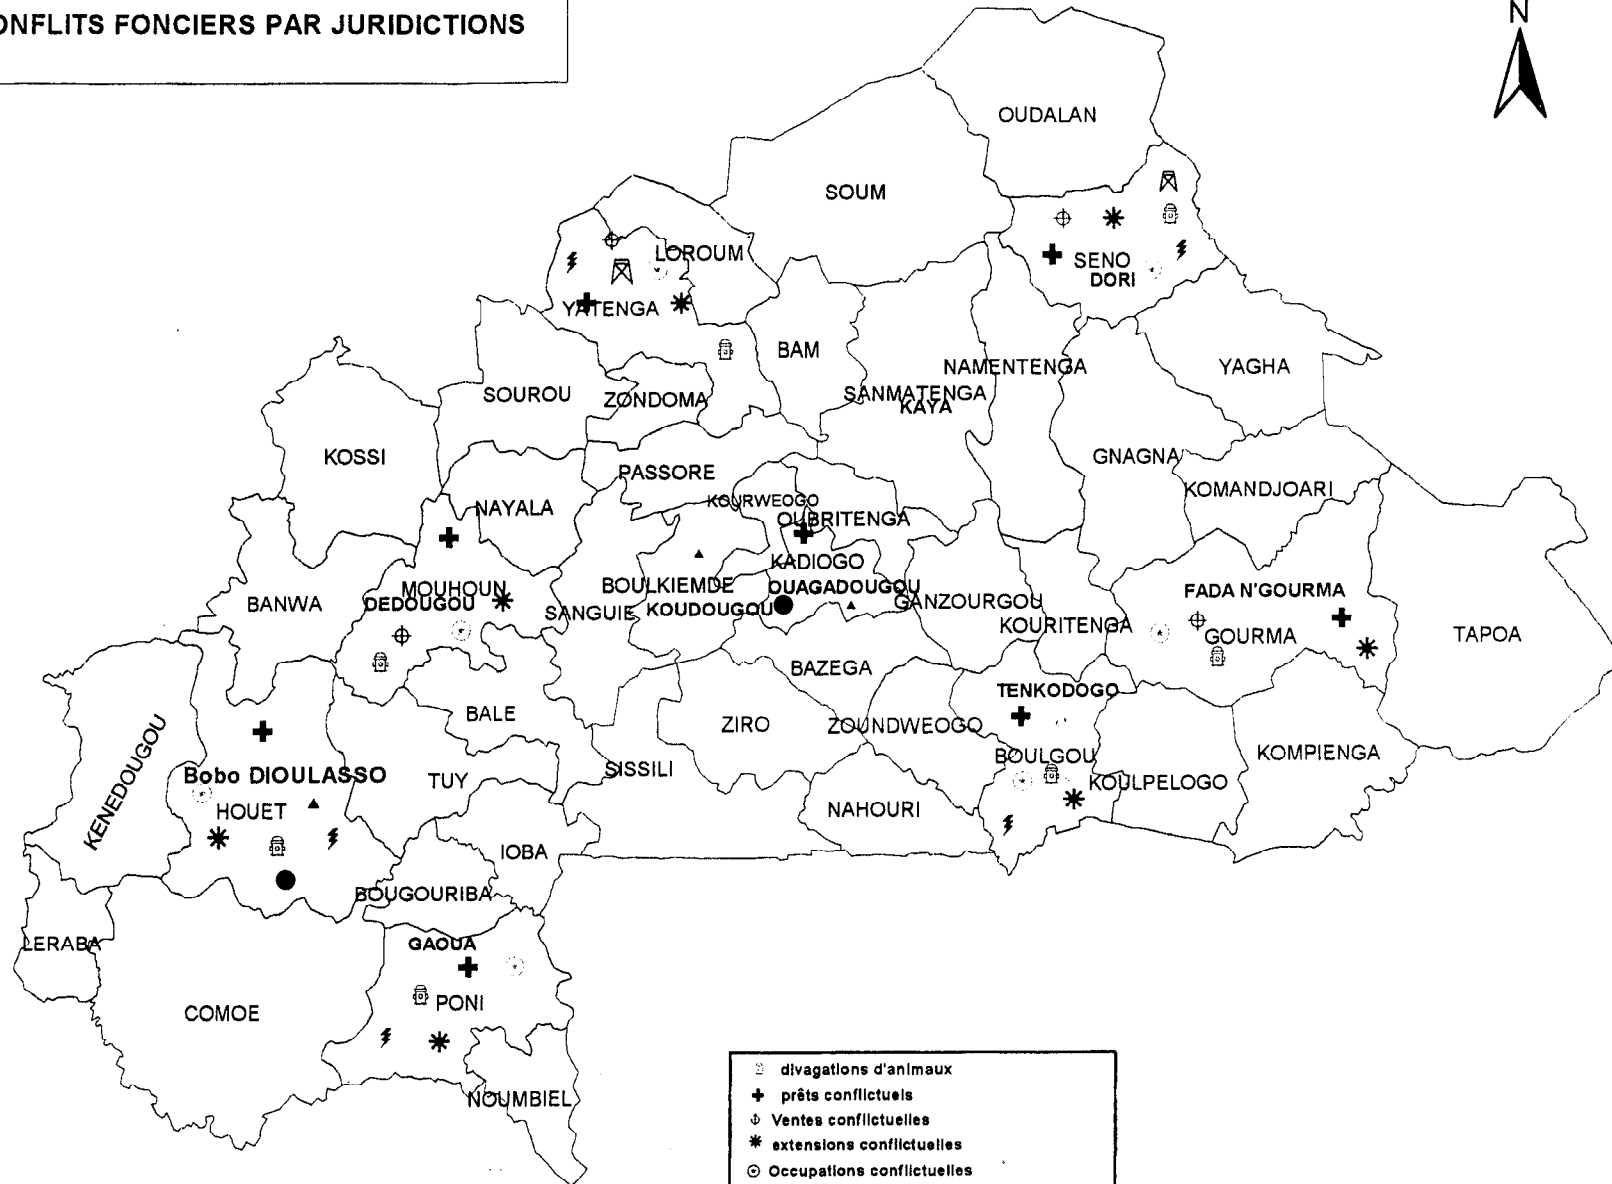 ONFLITS FONCIERS PAR JURIDICTIONS
N
OUDALAN
SOUM
LOROUM
SENO
DORI
YATENGA
BAM
NAMENTENGA
YAGHA
SOUROU
ZONDOMA
SANMATENGA
KAYA
KOSSI
PASSORE
GNAGNA
KOMANDJOARI
NAYALA
KOURWEOGO
OUBRITENGA
KADIOGO
BANWA
MOUHOUN
DEDOUGOU
SANGUIE
BOULKIEMDE
KOUDOUGOU
OUAGADOUGOU
GANZOURGOU
KOURITENGA
FADA N'GOURMA
GOURMA
TAPOA
BAZEGA
TENKODOGO
BALE
ZIRO
ZOUNDWEOGO
BOULGOU
KOMPIENGA
KENEDOUGOU
Bobo DIOULASSO
HOUET
TUY
SISSILI
NAHOURI
KOULPELOGO
IOBA
BOUGOURIBA
LERABA
GAOUA
PONI
COMOE
NOUMBIEL
divagations d'animaux
prêts conflictuels
Ventes conflictuelles
extensions conflictuelles
Occupations conflictuelles